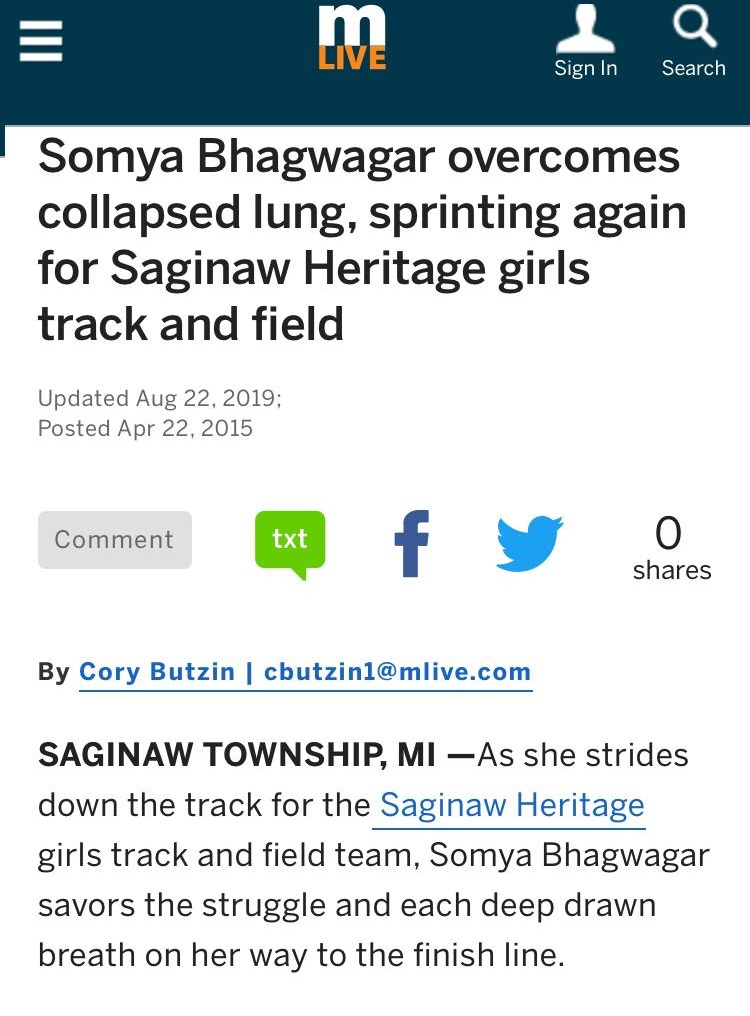 m
LIVE
Sign In
Search
Somya Bhagwagar overcomes
collapsed lung, sprinting again
for Saginaw Heritage girls
track and field
Updated Aug 22, 2019;
Posted Apr 22, 2015
Comment
txt
0
shares
By Cory Butzin | cbutzin1@mlive.com
SAGINAW TOWNSHIP, MI —As she strides
down the track for the Saginaw Heritage
girls track and field team, Somya Bhagwagar
savors the struggle and each deep drawn
breath on her way to the finish line.